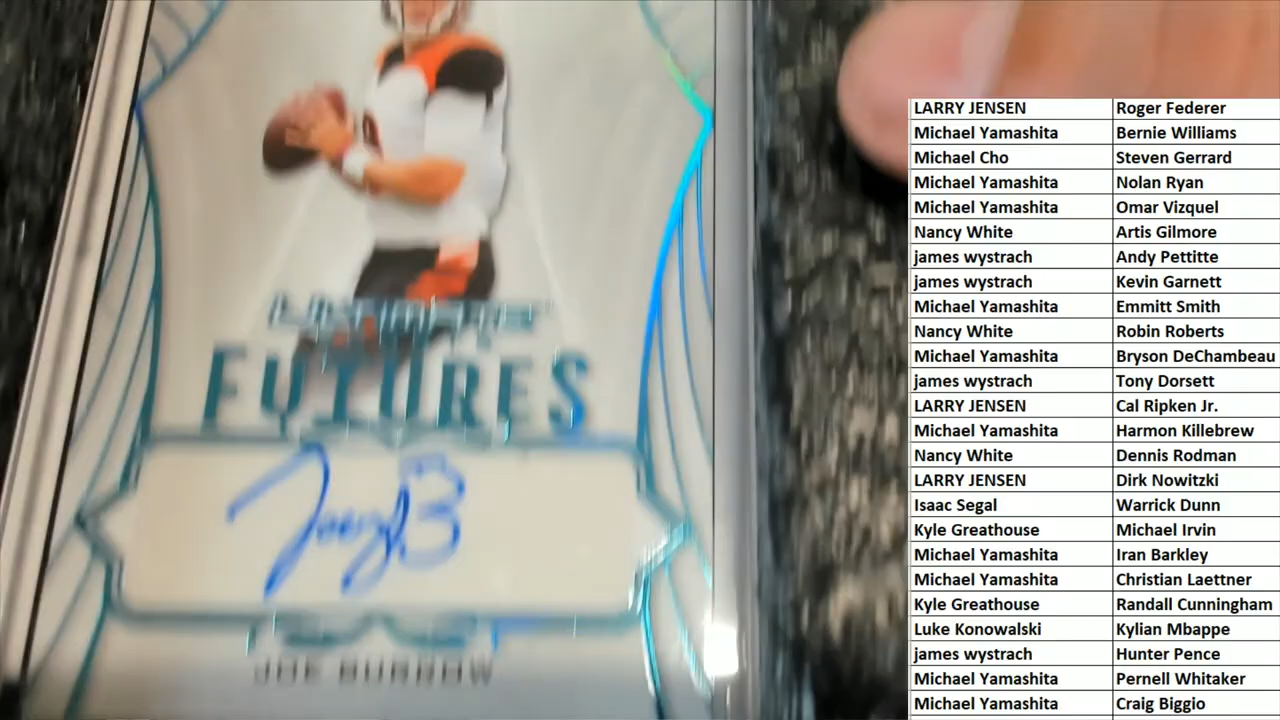 ULTIMATE
FUTURES
Joey B
JOE BURROW
LARRY JENSEN Roger Federer
Michael Yamashita Bernie Williams
Michael Cho Steven Gerrard
Michael Yamashita Nolan Ryan
Michael Yamashita Omar Vizquel
Nancy White Artis Gilmore
james wystrach Andy Pettitte
james wystrach Kevin Garnett
Michael Yamashita Emmitt Smith
Nancy White Robin Roberts
Michael Yamashita Bryson DeChambeau
james wystrach Tony Dorsett
LARRY JENSEN Cal Ripken Jr.
Michael Yamashita Harmon Killebrew
Nancy White Dennis Rodman
LARRY JENSEN Dirk Nowitzki
Isaac Segal Warrick Dunn
Kyle Greathouse Michael Irvin
Michael Yamashita Iran Barkley
Michael Yamashita Christian Laettner
Kyle Greathouse Randall Cunningham
Luke Konowalski Kylian Mbappe
james wystrach Hunter Pence
Michael Yamashita Pernell Whitaker
Michael Yamashita Craig Biggio